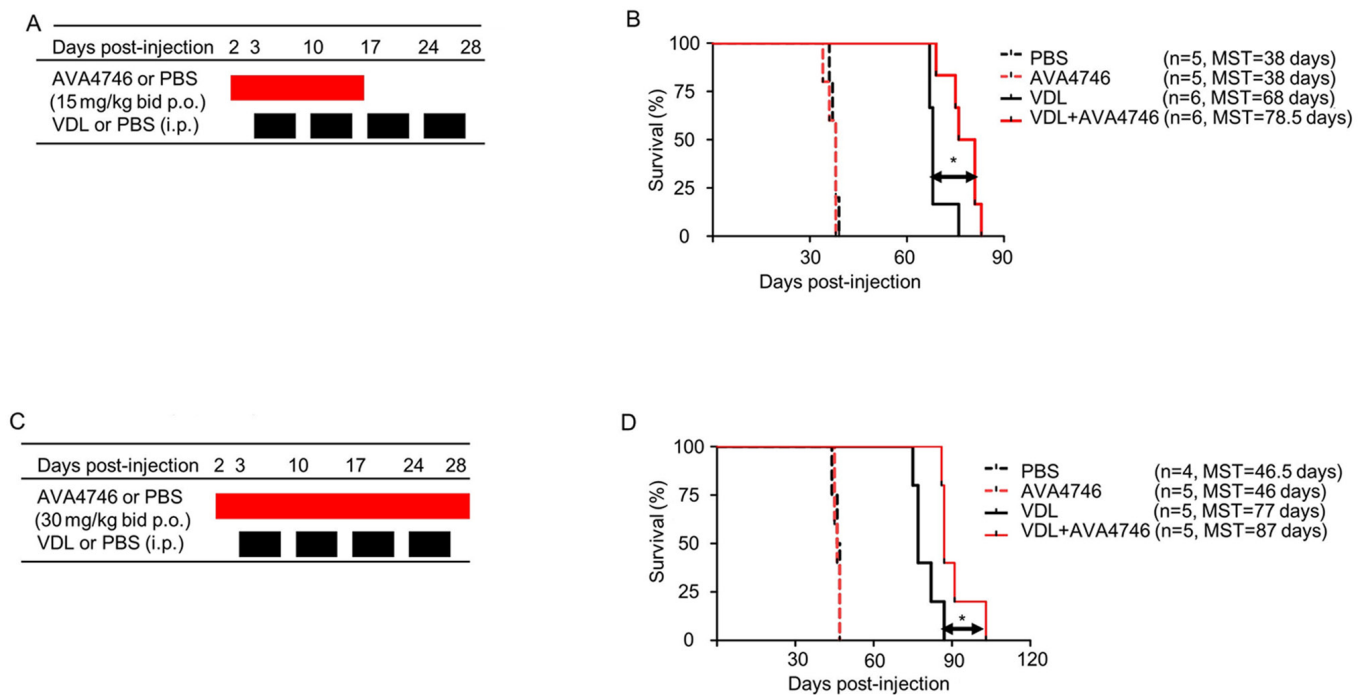 A
Days post-injection 2 3 10 17 24 28
AVA4746 or PBS
(15 mg/kg bid p.o.)
VDL or PBS (i.p.)
B
Survival (%)
100
75
50
25
0
*
30 60 90
Days post-injection
PBS (n=5, MST=38 days)
AVA4746 (n=5, MST=38 days)
VDL (n=6, MST=68 days)
VDL+AVA4746 (n=6, MST=78.5 days)
C
Days post-injection 2 3 10 17 24 28
AVA4746 or PBS
(30 mg/kg bid p.o.)
VDL or PBS (i.p.)
D
Survival (%)
100
75
50
25
0
*
30 60 90 120
Days post-injection
PBS (n=4, MST=46.5 days)
AVA4746 (n=5, MST=46 days)
VDL (n=5, MST=77 days)
VDL+AVA4746 (n=5, MST=87 days)